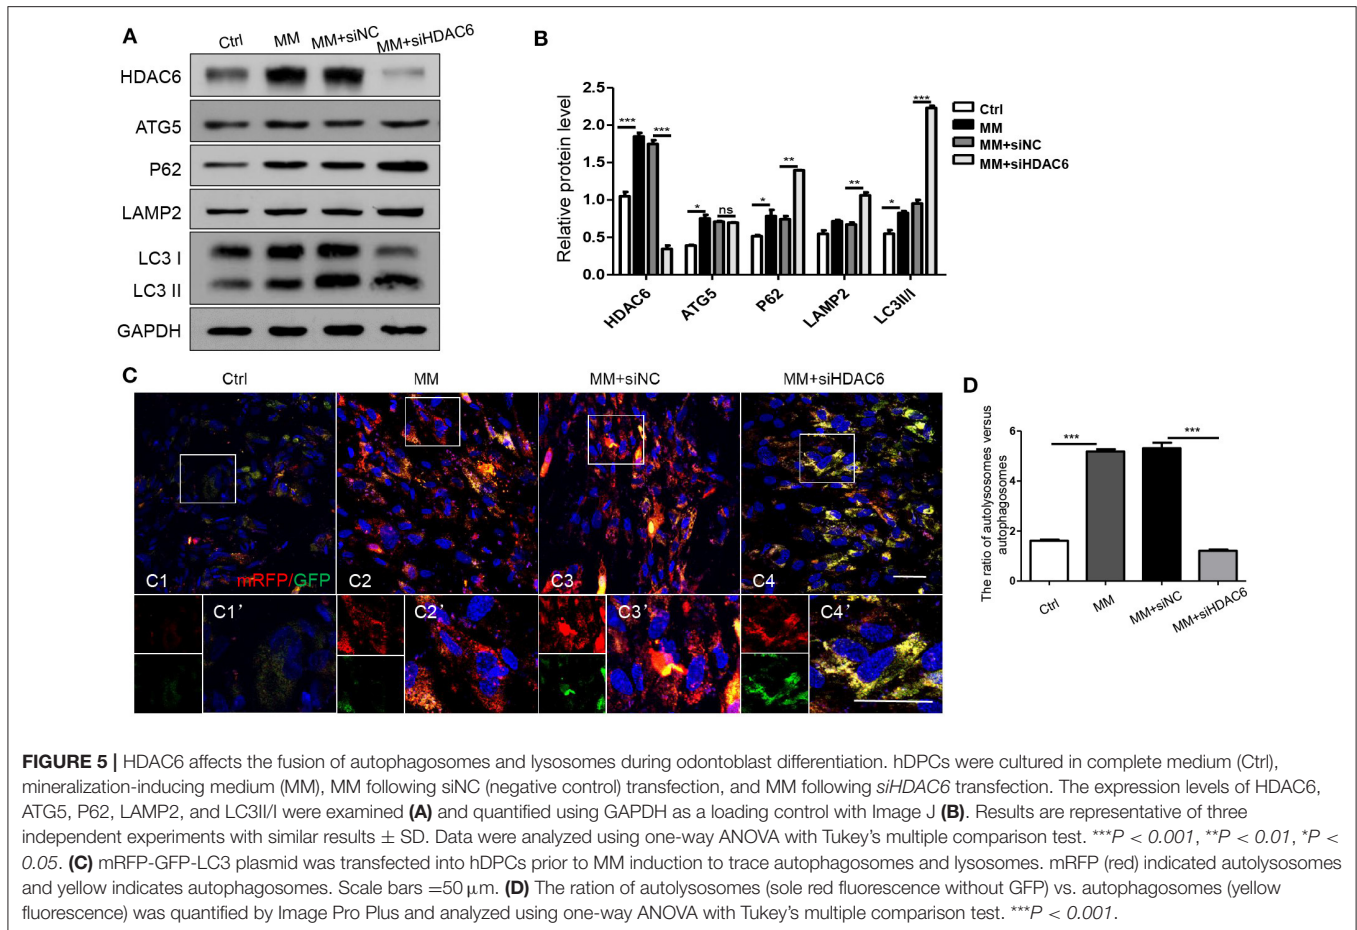 A
Ctrl MM MM+siNC MM+siHDAC6
HDAC6
ATG5
P62
LAMP2
LC3 I
LC3 II
GAPDH
B
Relative protein level
2.5
2.0
1.5
1.0
0.5
0.0
*** *** * ns * ** ** * ***
HDAC6 ATG5 P62 LAMP2 LC3II/I
Ctrl
MM
MM+siNC
MM+siHDAC6
C
Ctrl MM MM+siNC MM+siHDAC6
C1 mRFP/GFP C2 C3 C4
C1’ C2’ C3’ C4’
D
The ratio of autolysosomes versus
autophagosomes
6
4
2
0
*** ***
Ctrl MM MM+siNC MM+siHDAC6
FIGURE 5 | HDAC6 affects the fusion of autophagosomes and lysosomes during odontoblast differentiation. hDPCs were cultured in complete medium (Ctrl),
mineralization-inducing medium (MM), MM following siNC (negative control) transfection, and MM following siHDAC6 transfection. The expression levels of HDAC6,
ATG5, P62, LAMP2, and LC3II/I were examined (A) and quantified using GAPDH as a loading control with Image J (B). Results are representative of three
independent experiments with similar results ± SD. Data were analyzed using one-way ANOVA with Tukey’s multiple comparison test. ***P < 0.001, **P < 0.01, *P <
0.05. (C) mRFP-GFP-LC3 plasmid was transfected into hDPCs prior to MM induction to trace autophagosomes and lysosomes. mRFP (red) indicated autolysosomes
and yellow indicates autophagosomes. Scale bars =50 μm. (D) The ration of autolysosomes (sole red fluorescence without GFP) vs. autophagosomes (yellow
fluorescence) was quantified by Image Pro Plus and analyzed using one-way ANOVA with Tukey’s multiple comparison test. ***P < 0.001.